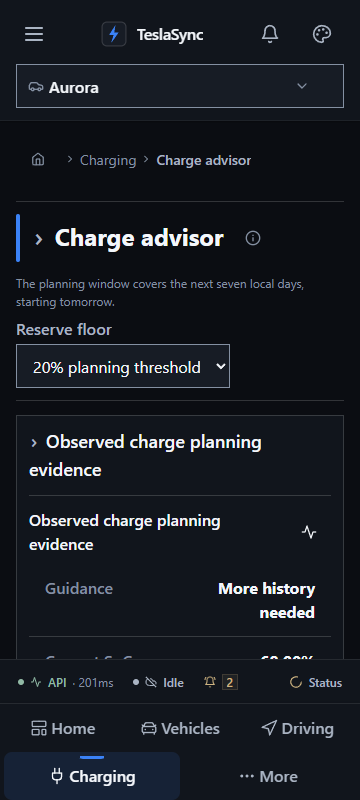 TeslaSync
Aurora
Charging
Charge advisor
Charge advisor
The planning window covers the next seven local days,
starting tomorrow.
Reserve floor
20% planning threshold
Observed charge planning
evidence
Observed charge planning
evidence
Guidance
More history
needed
API · 201ms
Idle
2
Status
Home
Vehicles
Driving
Charging
More